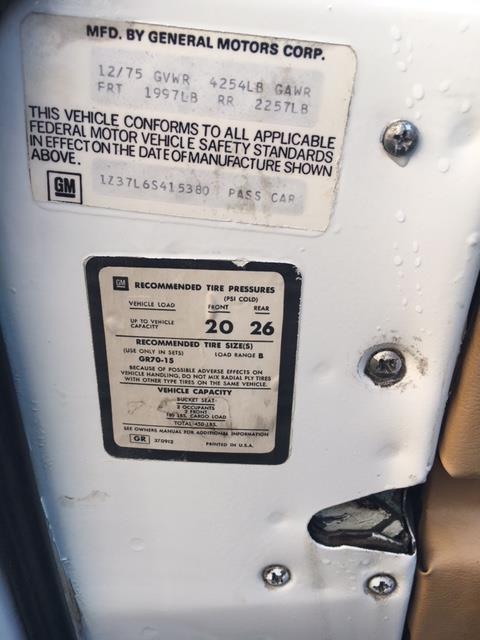 MFD. BY GENERAL MOTORS CORP.
12/75 GVWR 4254LB GAWR
FRT 1997LB RR 2257LB
THIS VEHICLE CONFORMS TO ALL APPLICABLE
FEDERAL MOTOR VEHICLE SAFETY STANDARDS
IN EFFECT ON THE DATE OF MANUFACTURE SHOWN
ABOVE.
GM
1Z37L6S415380 PASS CAR
GM RECOMMENDED TIRE PRESSURES
(PSI COLD)
VEHICLE LOAD FRONT REAR
UP TO VEHICLE
CAPACITY 20 26
RECOMMENDED TIRE SIZE(S)
(USE ONLY IN SETS) LOAD RANGE B
GR70-15
BECAUSE OF POSSIBLE ADVERSE EFFECTS ON
VEHICLE HANDLING, DO NOT MIX RADIAL PLY TIRES
WITH OTHER TYPE TIRES ON THE SAME VEHICLE.
VEHICLE CAPACITY
BUCKET SEAT
2 OCCUPANTS
2 FRONT
LBS. CARGO LOAD
TOTAL 450 LBS.
SEE OWNERS MANUAL FOR ADDITIONAL INFORMATION
GR 370912 PRINTED IN U.S.A.